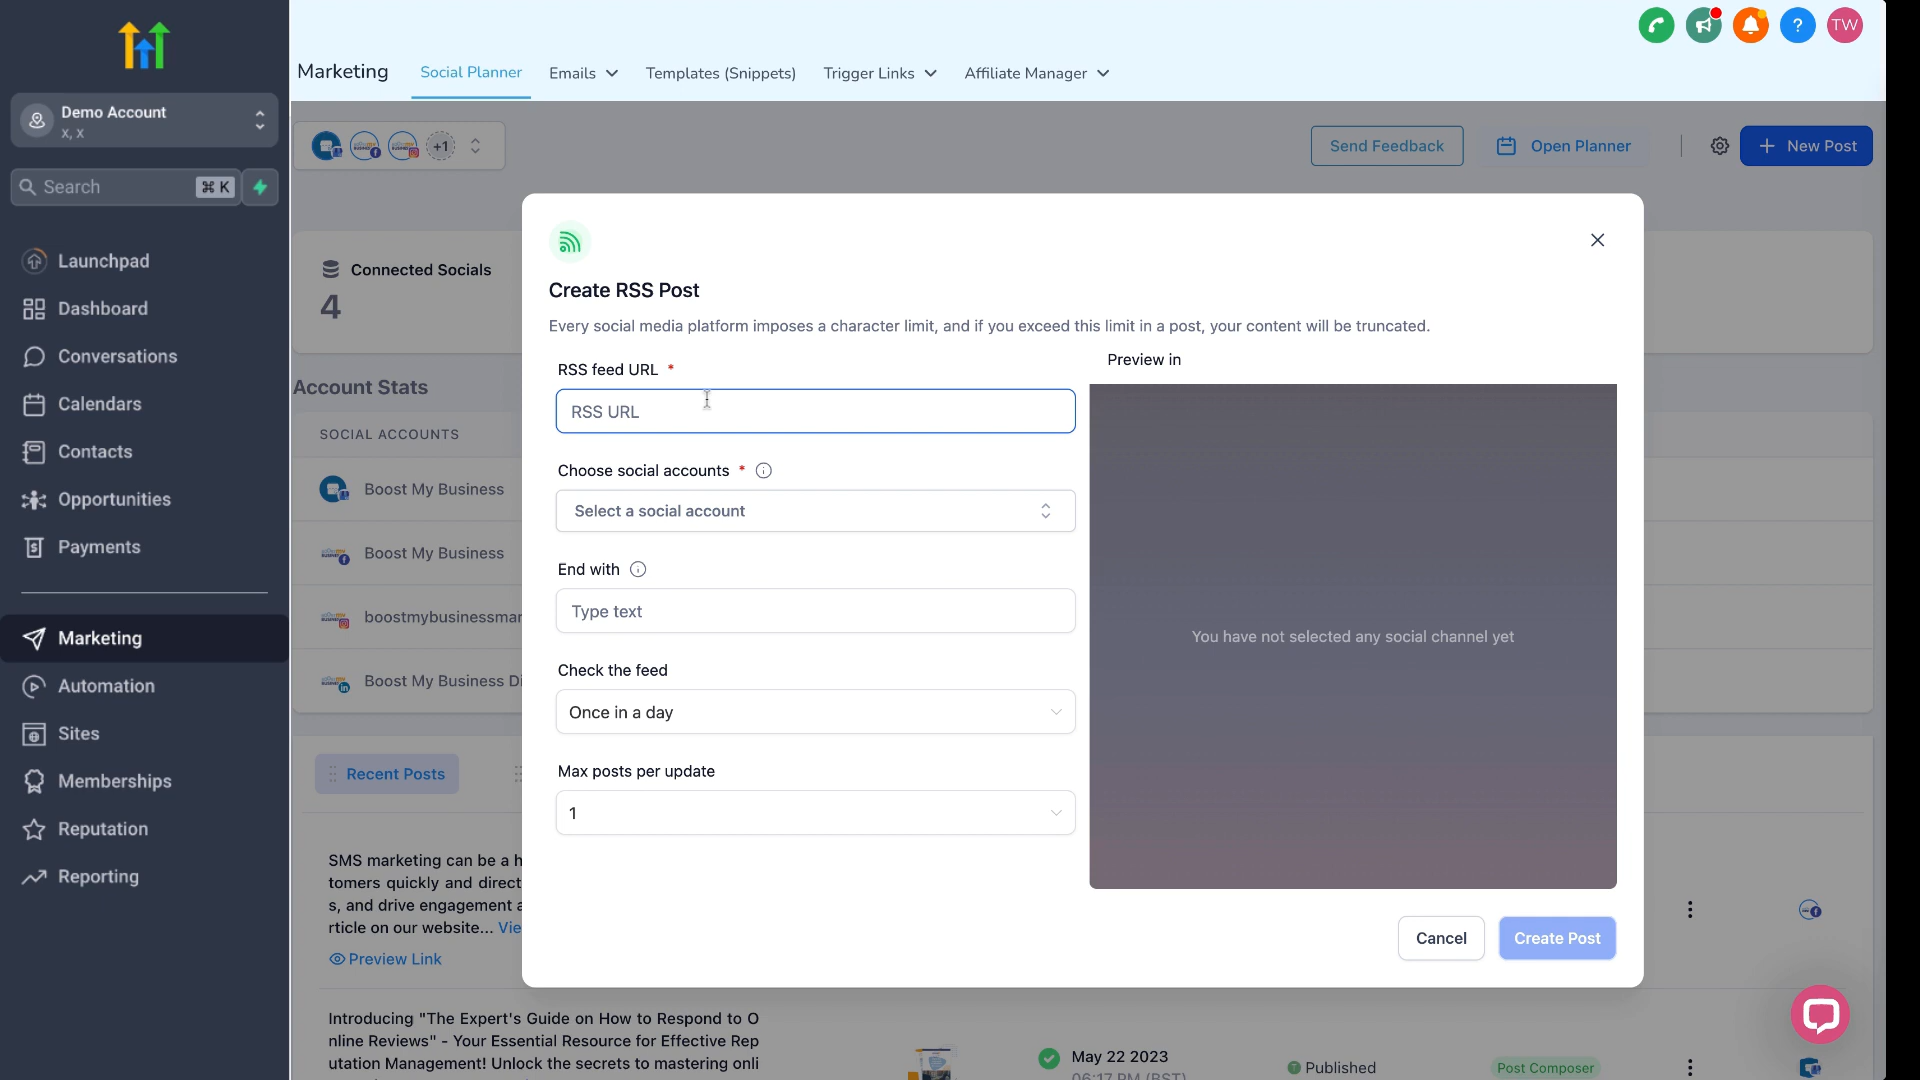 TW
Marketing
Social Planner
Emails
Templates (Snippets)
Trigger Links
Affiliate Manager
Demo Account
x, x
+1
Send Feedback
Open Planner
New Post
Search
⌘ K
Launchpad
Dashboard
Conversations
Calendars
Contacts
Opportunities
Payments
Marketing
Automation
Sites
Memberships
Reputation
Reporting
Connected Socials
4
Account Stats
SOCIAL ACCOUNTS
Boost My Business
Boost My Business
boostmybusinessmar
Boost My Business Di
Recent Posts
SMS marketing can be a h
tomers quickly and direct
s, and drive engagement a
rticle on our website... Vie
Preview Link
Introducing "The Expert's Guide on How to Respond to O
nline Reviews" - Your Essential Resource for Effective Rep
utation Management! Unlock the secrets to mastering onli
May 22 2023
06:17 PM (BST)
Published
Post Composer
Create RSS Post
Every social media platform imposes a character limit, and if you exceed this limit in a post, your content will be truncated.
RSS feed URL *
RSS URL
Choose social accounts *
Select a social account
End with
Type text
Check the feed
Once in a day
Max posts per update
1
Preview in
You have not selected any social channel yet
Cancel
Create Post